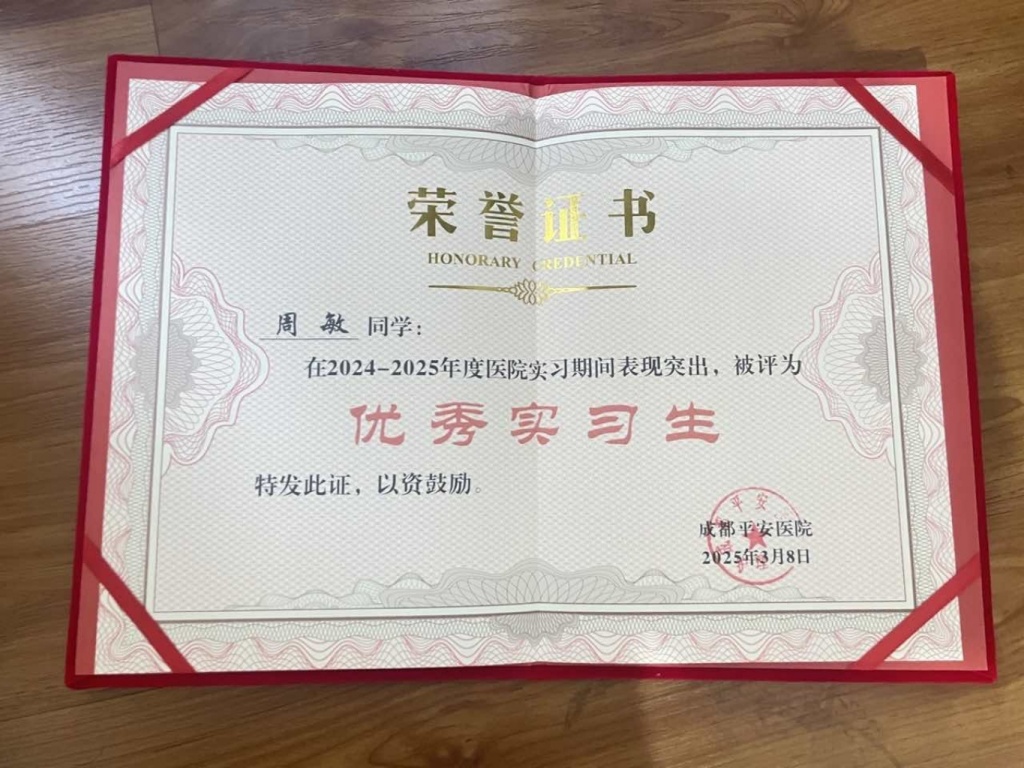 荣誉证书
HONORARY CREDENTIAL
周敏 同学：
在2024-2025年度医院实习期间表现突出，被评为
优秀实习生
特发此证，以资鼓励。
平安
成都平安医院
2025年3月8日